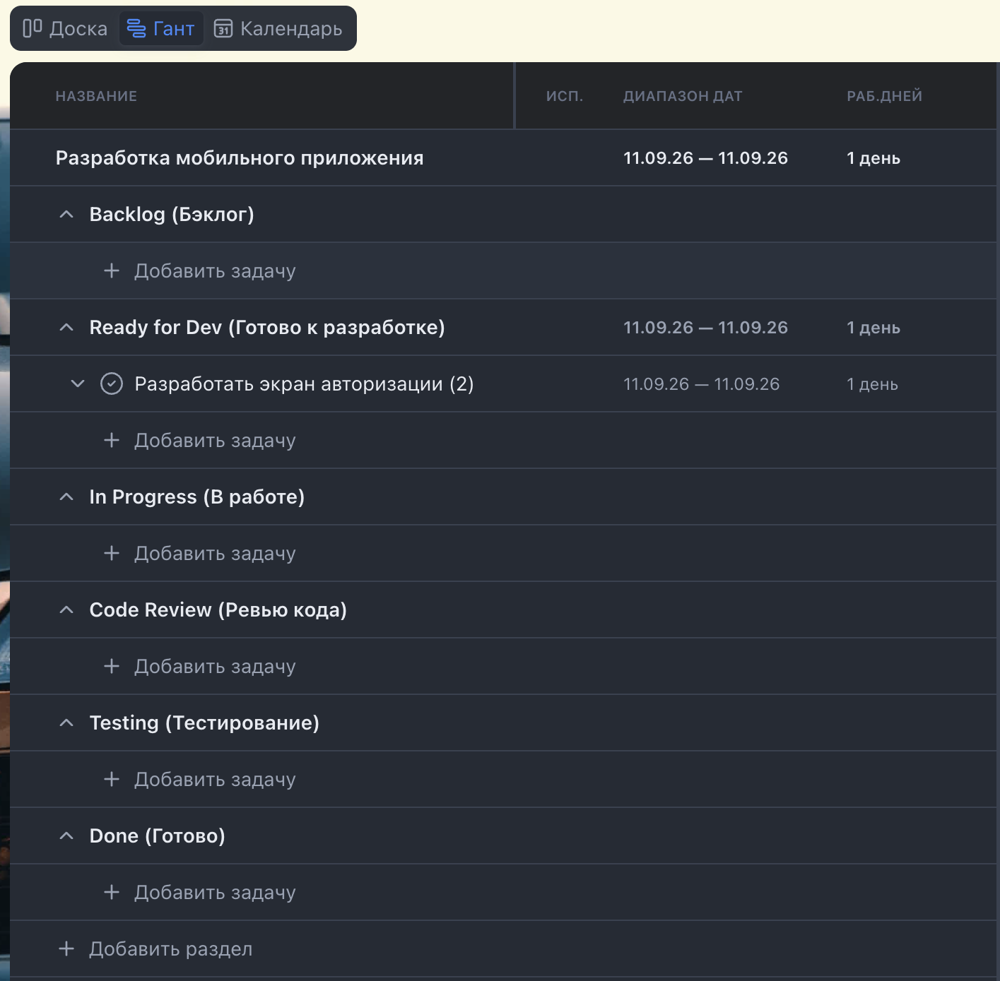 Доска Гант 31 Календарь
НАЗВАНИЕ ИСП. ДИАПАЗОН ДАТ РАБ.ДНЕЙ
Разработка мобильного приложения 11.09.26 — 11.09.26 1 день
Backlog (Бэклог)
Добавить задачу
Ready for Dev (Готово к разработке) 11.09.26 — 11.09.26 1 день
Разработать экран авторизации (2) 11.09.26 — 11.09.26 1 день
Добавить задачу
In Progress (В работе)
Добавить задачу
Code Review (Ревью кода)
Добавить задачу
Testing (Тестирование)
Добавить задачу
Done (Готово)
Добавить задачу
Добавить раздел